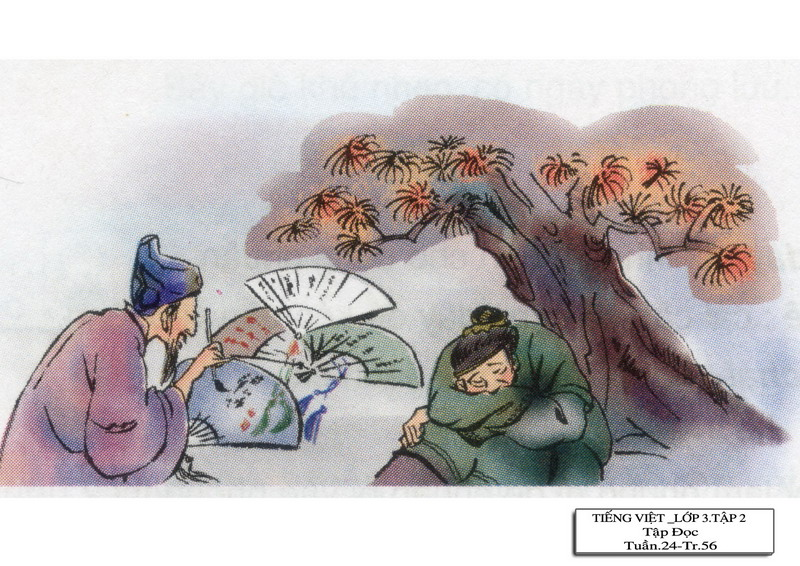 TIẾNG VIỆT _LỚP 3.TẬP 2
Tập Đọc
Tuần.24-Tr.56